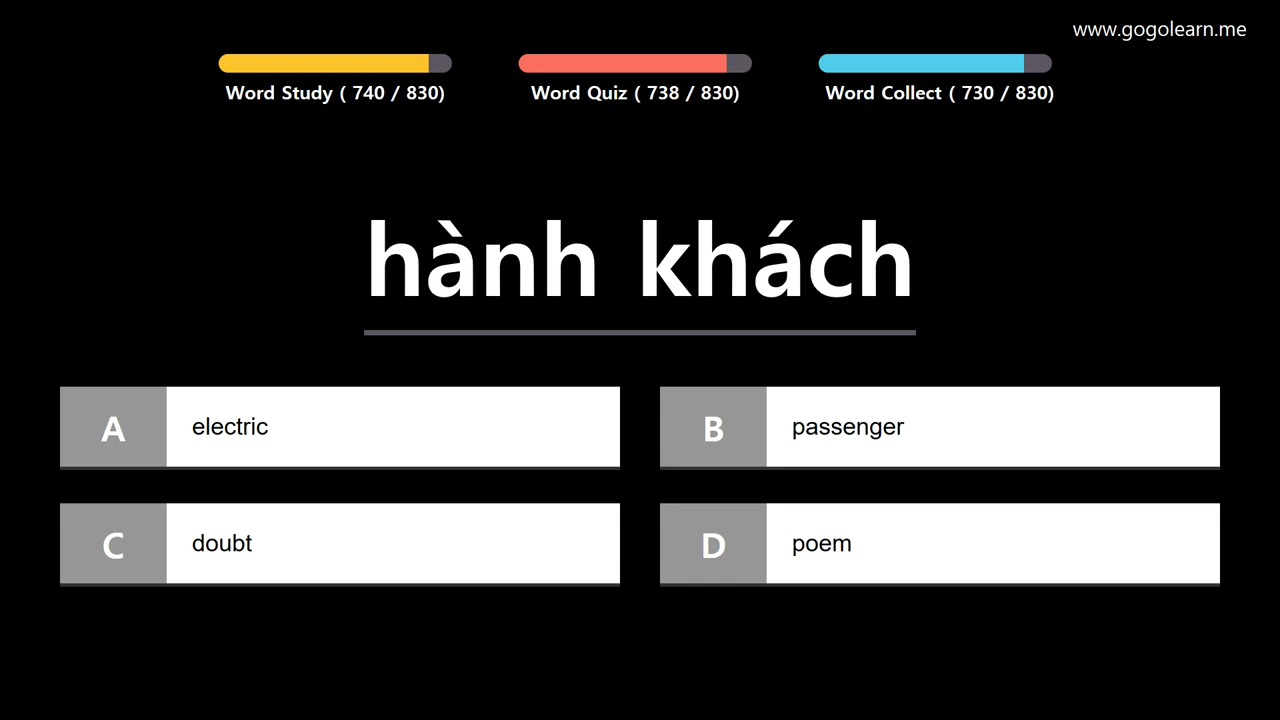 www.gogolearn.me
Word Study ( 740 / 830)
Word Quiz ( 738 / 830)
Word Collect ( 730 / 830)
hành khách
A electric
B passenger
C doubt
D poem